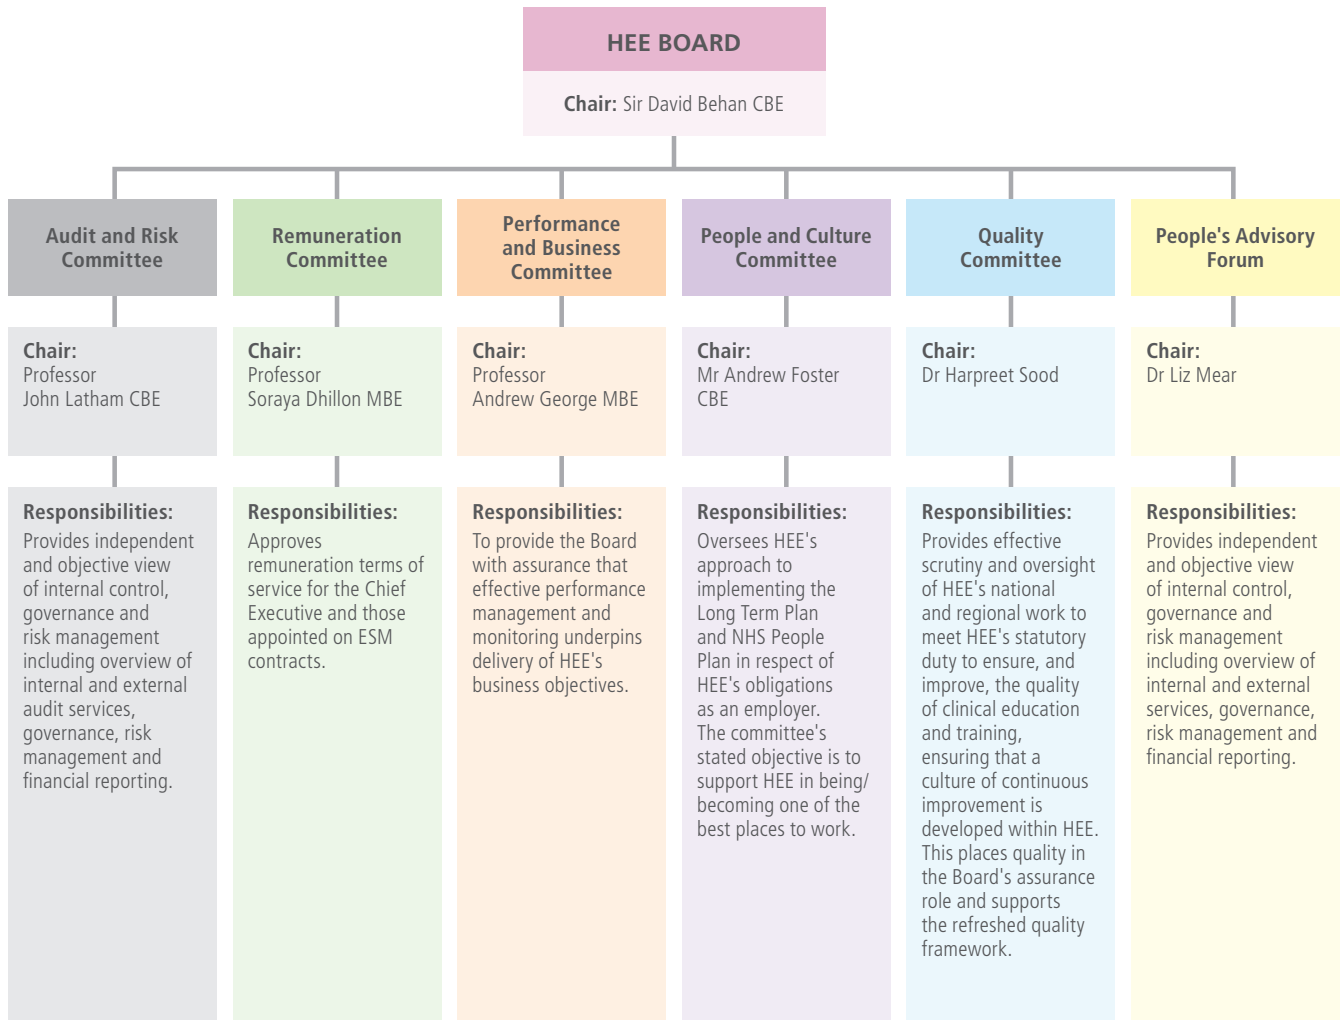 HEE BOARD
Chair: Sir David Behan CBE
Audit and Risk
Committee
Chair:
Professor
John Latham CBE
Responsibilities:
Provides independent
and objective view
of internal control,
governance and
risk management
including overview of
internal and external
audit services,
governance, risk
management and
financial reporting.
Remuneration
Committee
Chair:
Professor
Soraya Dhillon MBE
Responsibilities:
Approves
remuneration terms of
service for the Chief
Executive and those
appointed on ESM
contracts.
Performance
and Business
Committee
Chair:
Professor
Andrew George MBE
Responsibilities:
To provide the Board
with assurance that
effective performance
management and
monitoring underpins
delivery of HEE's
business objectives.
People and Culture
Committee
Chair:
Mr Andrew Foster
CBE
Responsibilities:
Oversees HEE's
approach to
implementing the
Long Term Plan
and NHS People
Plan in respect of
HEE's obligations
as an employer.
The committee's
stated objective is to
support HEE in being/
becoming one of the
best places to work.
Quality
Committee
Chair:
Dr Harpreet Sood
Responsibilities:
Provides effective
scrutiny and oversight
of HEE's national
and regional work to
meet HEE's statutory
duty to ensure, and
improve, the quality
of clinical education
and training,
ensuring that a
culture of continuous
improvement is
developed within HEE.
This places quality in
the Board's assurance
role and supports
the refreshed quality
framework.
People's Advisory
Forum
Chair:
Dr Liz Mear
Responsibilities:
Provides independent
and objective view
of internal control,
governance and
risk management
including overview of
internal and external
services, governance,
risk management and
financial reporting.